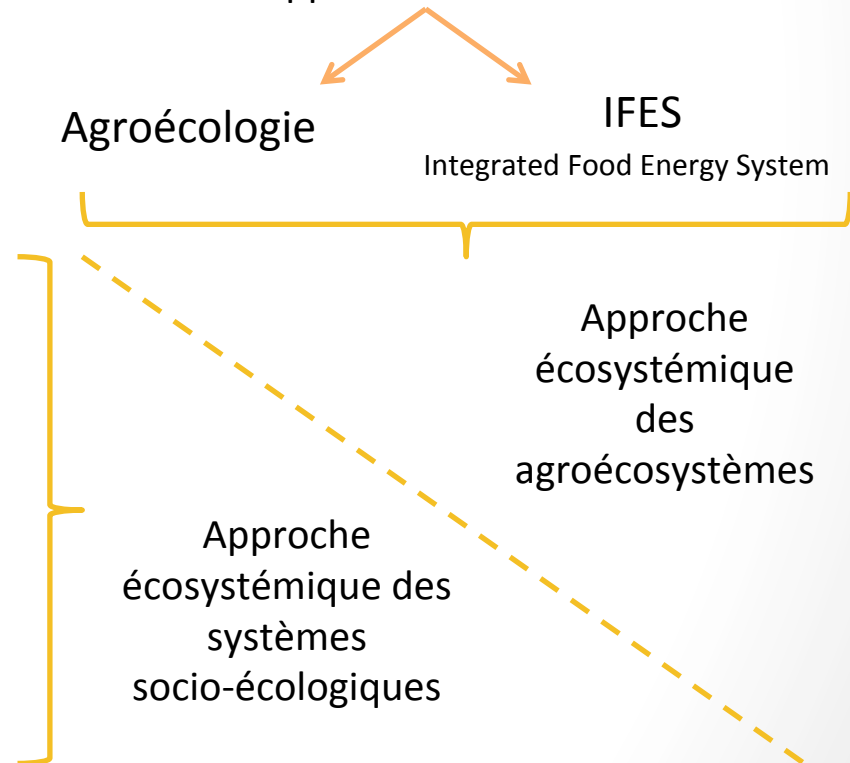 Agroécologie
IFES
Integrated Food Energy System
Approche
écosystémique
des
agroécosystèmes
Approche
écosystémique des
systèmes
socio-écologiques